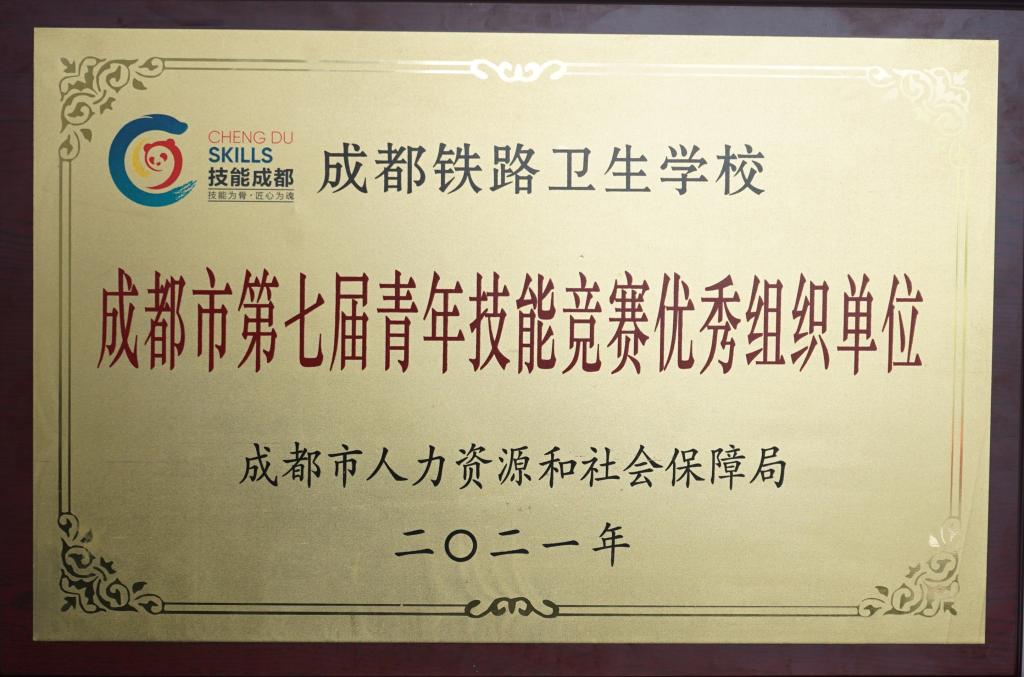 CHENG DU
SKILLS
技能成都
技能为骨·匠心为魂
成都铁路卫生学校
成都市第七届青年技能竞赛优秀组织单位
成都市人力资源和社会保障局
二〇二一年